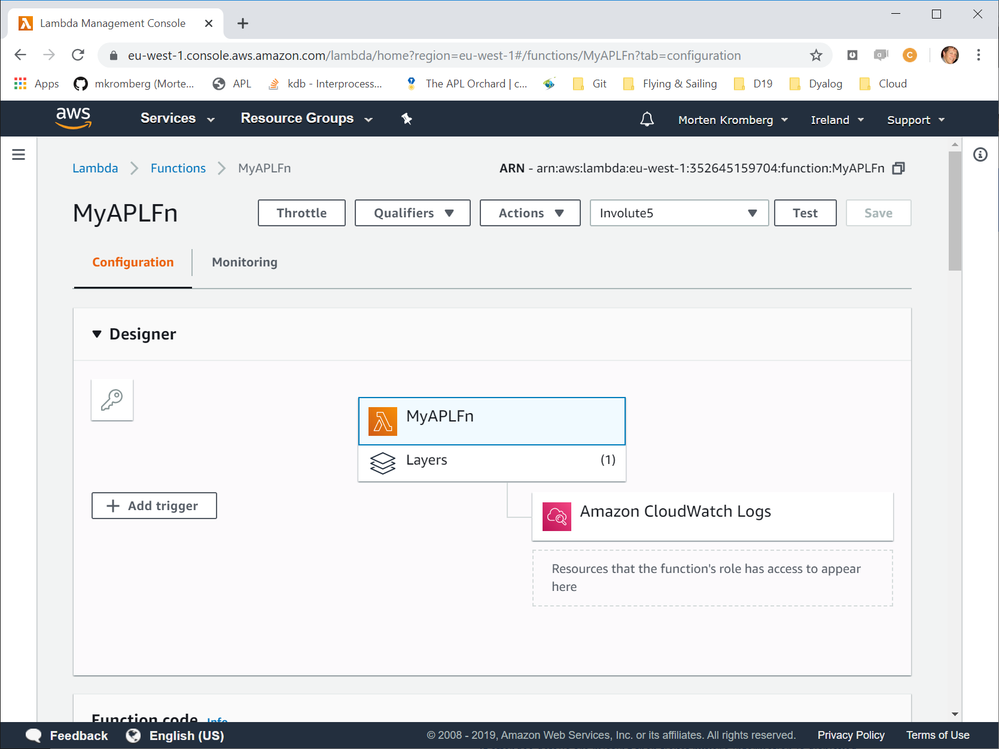 Lambda Management Console
eu-west-1.console.aws.amazon.com/lambda/home?region=eu-west-1#/functions/MyAPLFn?tab=configuration
Apps mkromberg (Morte... APL kdb - Interprocess... The APL Orchard | c... Git Flying & Sailing D19 Dyalog Cloud
aws Services Resource Groups Morten Kromberg Ireland Support
Lambda Functions MyAPLFn ARN - arn:aws:lambda:eu-west-1:352645159704:function:MyAPLFn
MyAPLFn Throttle Qualifiers Actions Involute5 Test Save
Configuration Monitoring
Designer
MyAPLFn
Layers (1)
Add trigger
Amazon CloudWatch Logs
Resources that the function's role has access to appear
here
Function code Info
Feedback English (US) © 2008 - 2019, Amazon Web Services, Inc. or its affiliates. All rights reserved. Privacy Policy Terms of Use